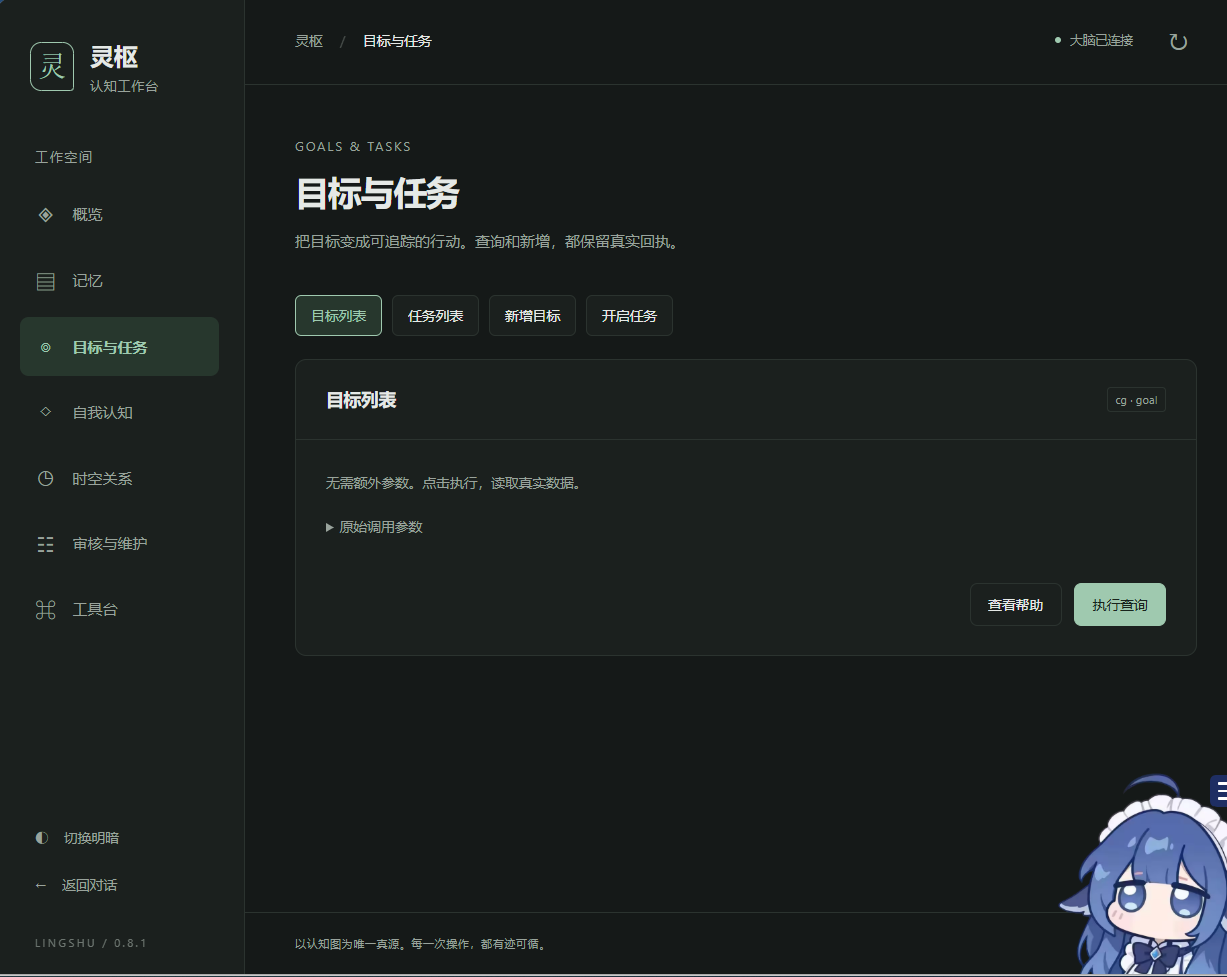 灵
灵枢
认知工作台
工作空间
概览
记忆
目标与任务
自我认知
时空关系
审核与维护
工具台
切换明暗
← 返回对话
LINGSHU / 0.8.1
灵枢 / 目标与任务
大脑已连接
GOALS & TASKS
目标与任务
把目标变成可追踪的行动。查询和新增，都保留真实回执。
目标列表
任务列表
新增目标
开启任务
目标列表
cg · goal
无需额外参数。点击执行，读取真实数据。
原始调用参数
查看帮助
执行查询
以认知图为唯一真源。每一次操作，都有迹可循。